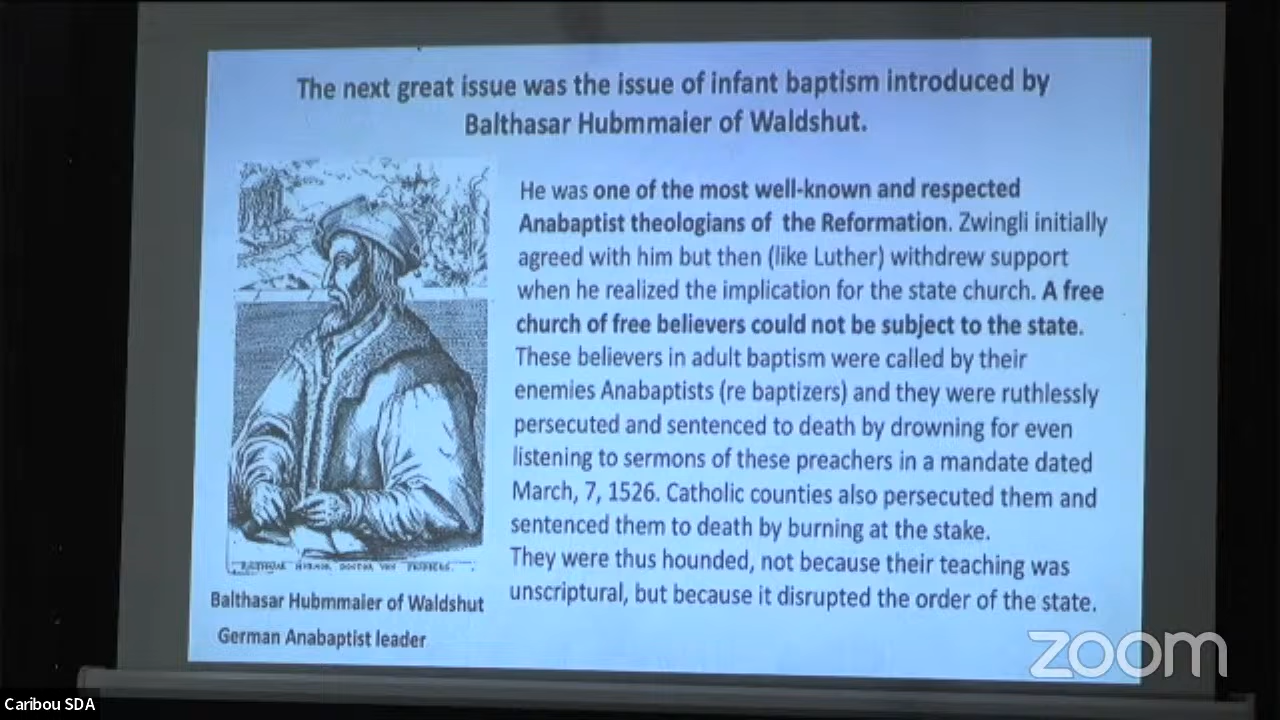 The next great issue was the issue of infant baptism introduced by
Balthasar Hubmmaier of Waldshut.
He was one of the most well-known and respected
Anabaptist theologians of the Reformation. Zwingli initially
agreed with him but then (like Luther) withdrew support
when he realized the implication for the state church. A free
church of free believers could not be subject to the state.
These believers in adult baptism were called by their
enemies Anabaptists (re baptizers) and they were ruthlessly
persecuted and sentenced to death by drowning for even
listening to sermons of these preachers in a mandate dated
March, 7, 1526. Catholic counties also persecuted them and
sentenced them to death by burning at the stake.
They were thus hounded, not because their teaching was
unscriptural, but because it disrupted the order of the state.
DOCTOR VON
Balthasar Hubmmaier of Waldshut
German Anabaptist leader
zoom
Caribou SDA